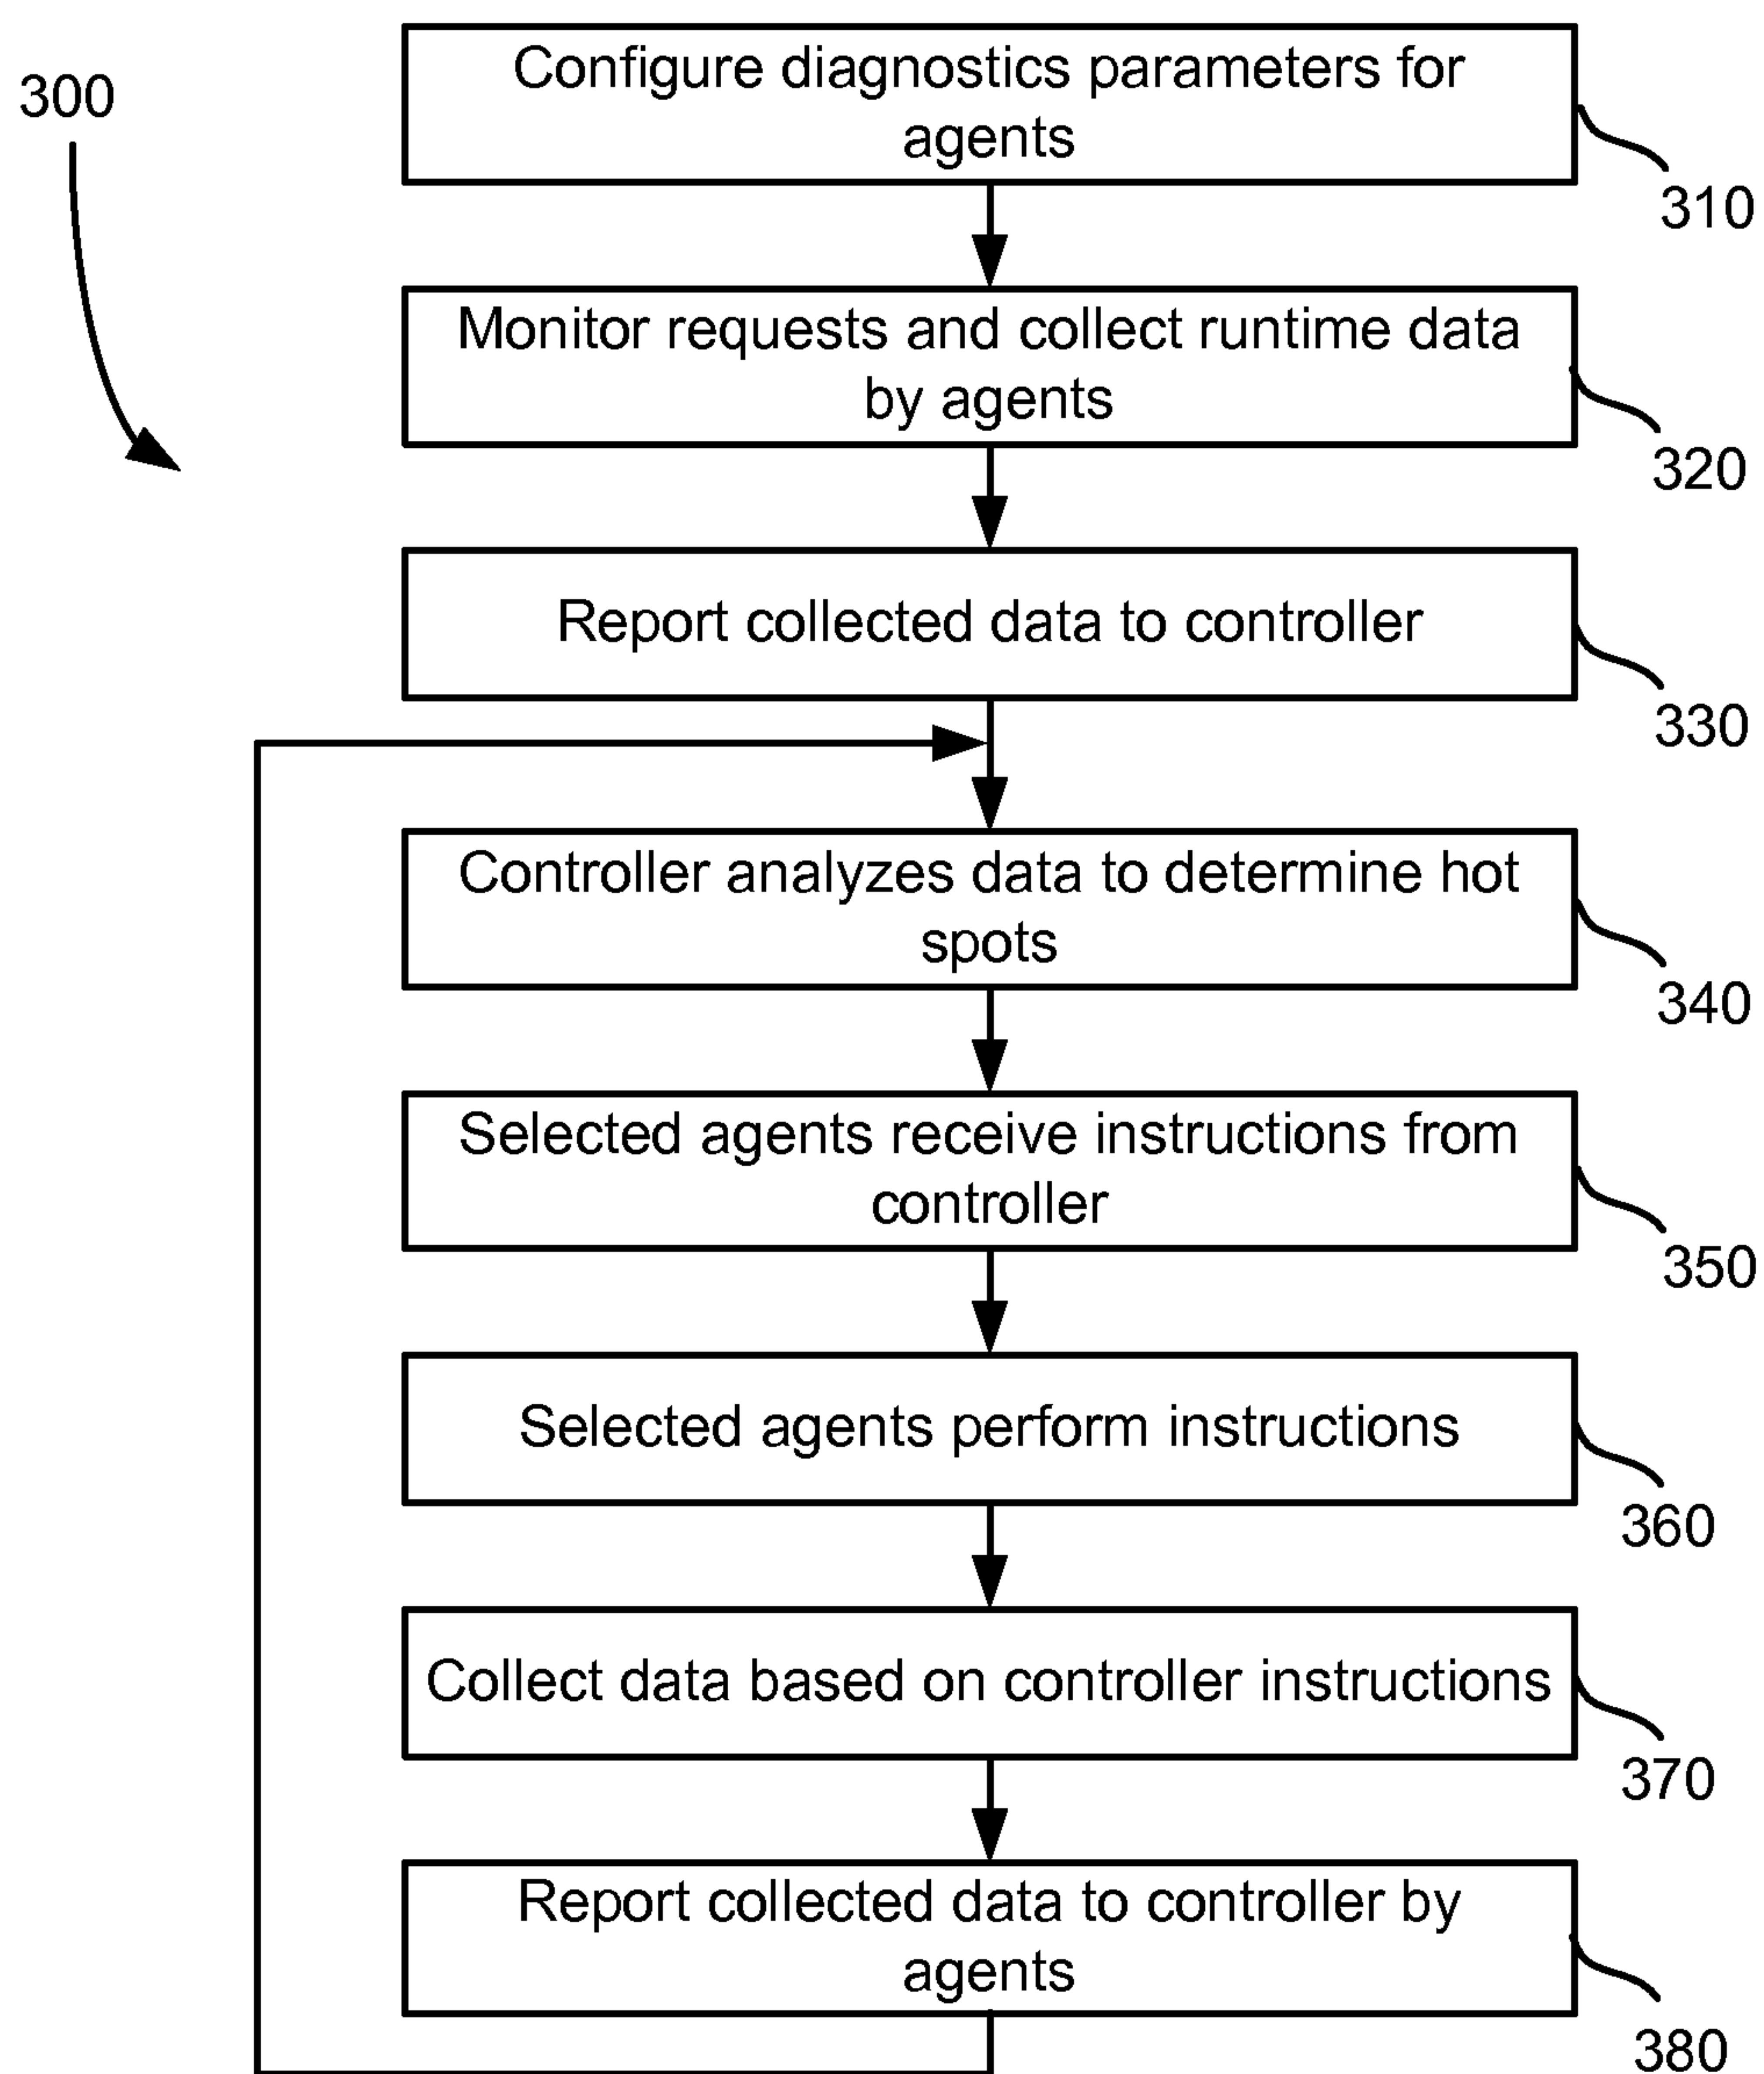 300
Configure diagnostics parameters for
agents
310
Monitor requests and collect runtime data
by agents
320
Report collected data to controller
330
Controller analyzes data to determine hot
spots
340
Selected agents receive instructions from
controller
350
Selected agents perform instructions
360
Collect data based on controller instructions
370
Report collected data to controller by
agents
380